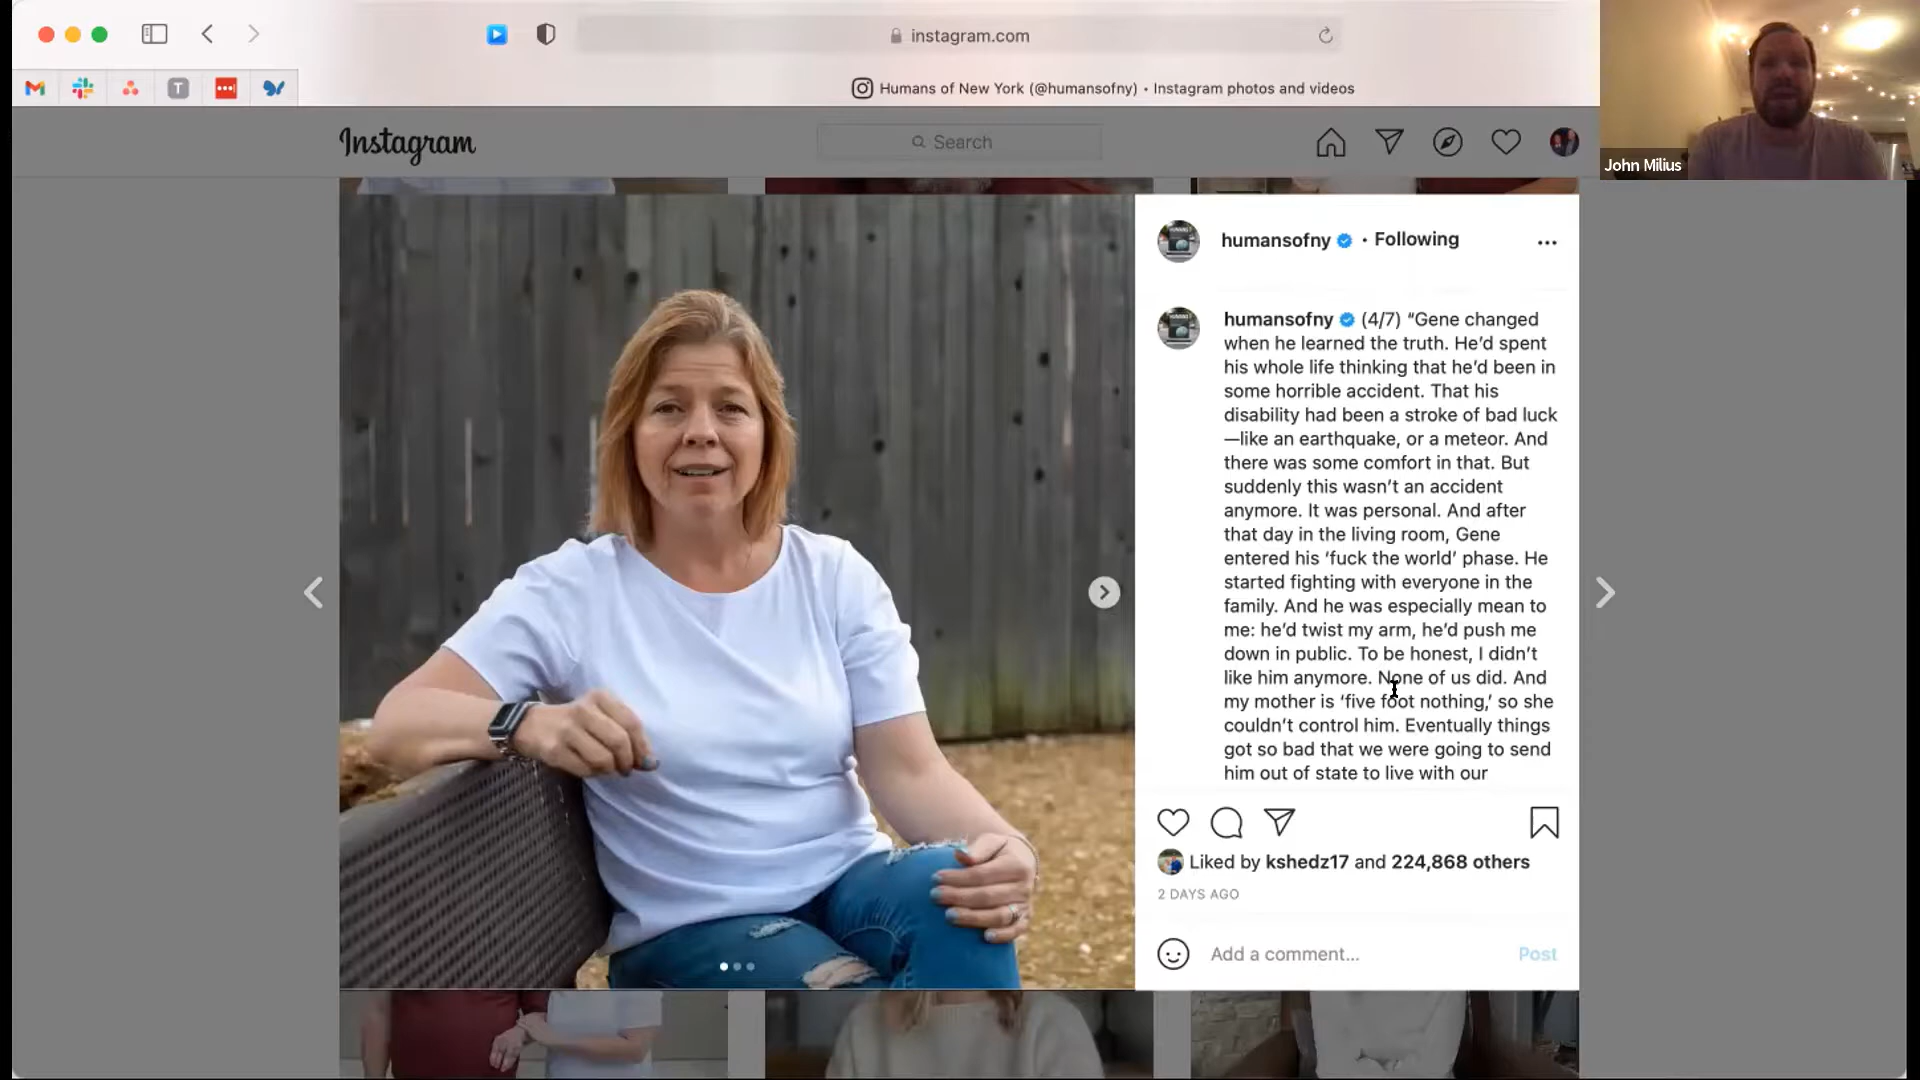 instagram.com
T
Humans of New York (@humansofny) • Instagram photos and videos
Instagram
Search
John Milius
humansofny • Following
humansofny (4/7) “Gene changed
when he learned the truth. He’d spent
his whole life thinking that he’d been in
some horrible accident. That his
disability had been a stroke of bad luck
—like an earthquake, or a meteor. And
there was some comfort in that. But
suddenly this wasn’t an accident
anymore. It was personal. And after
that day in the living room, Gene
entered his ‘fuck the world’ phase. He
started fighting with everyone in the
family. And he was especially mean to
me: he’d twist my arm, he’d push me
down in public. To be honest, I didn’t
like him anymore. None of us did. And
my mother is ‘five foot nothing,’ so she
couldn’t control him. Eventually things
got so bad that we were going to send
him out of state to live with our
Liked by kshedz17 and 224,868 others
2 DAYS AGO
Add a comment...
Post